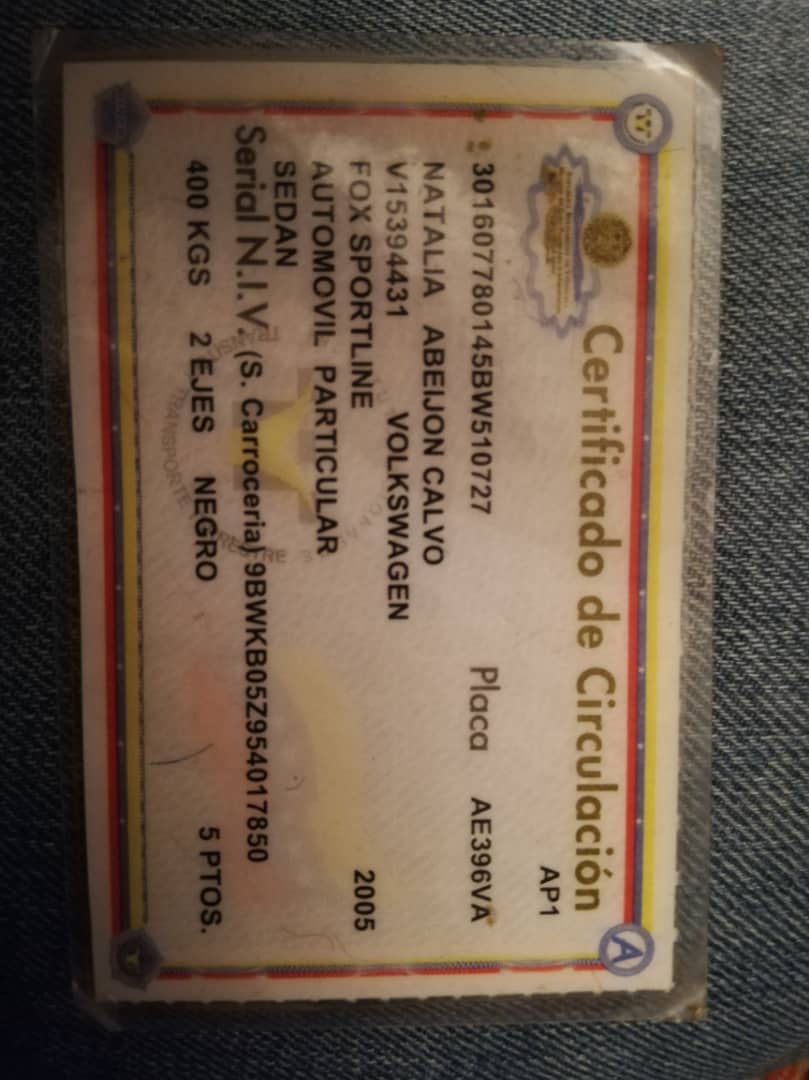 Certificado de Circulación
AP1
301607780145BW510727 Placa AE396VA
NATALIA ABEIJON CALVO
V15394431 VOLKSWAGEN
FOX SPORTLINE 2005
AUTOMOVIL PARTICULAR
SEDAN
Serial N.I.V. (S. Carroceria) 9BWKB05Z954017850
400 KGS 2 EJES NEGRO 5 PTOS.